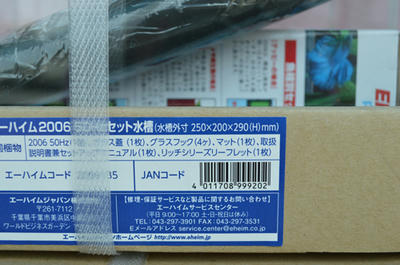 ーハイム2006 セット水槽(水槽外寸 250×200×290(H)mm)
梱物
2006 50Hz ガラス蓋(1枚)、グラスフック(4ヶ)、マット(1枚)、取扱
説明書兼セット マニュアル(1枚)、リッチシリーズリーフレット(1枚)
エーハイムコード
JANコード
4 011708 999202
エーハイムジャパン
〒261-7112
千葉県千葉市美浜区中
ワールドビジネスガーデン
【修理・保証サービスなど製品に関するお問い合わせ】
エーハイムサービスセンター
(平日 9:00~17:00 土・日・祝日は休み)
TEL: 043-297-3901 FAX: 043-297-3531
Eメールアドレス service.center@eheim.co.jp
ホームページ http://www.eheim.jp